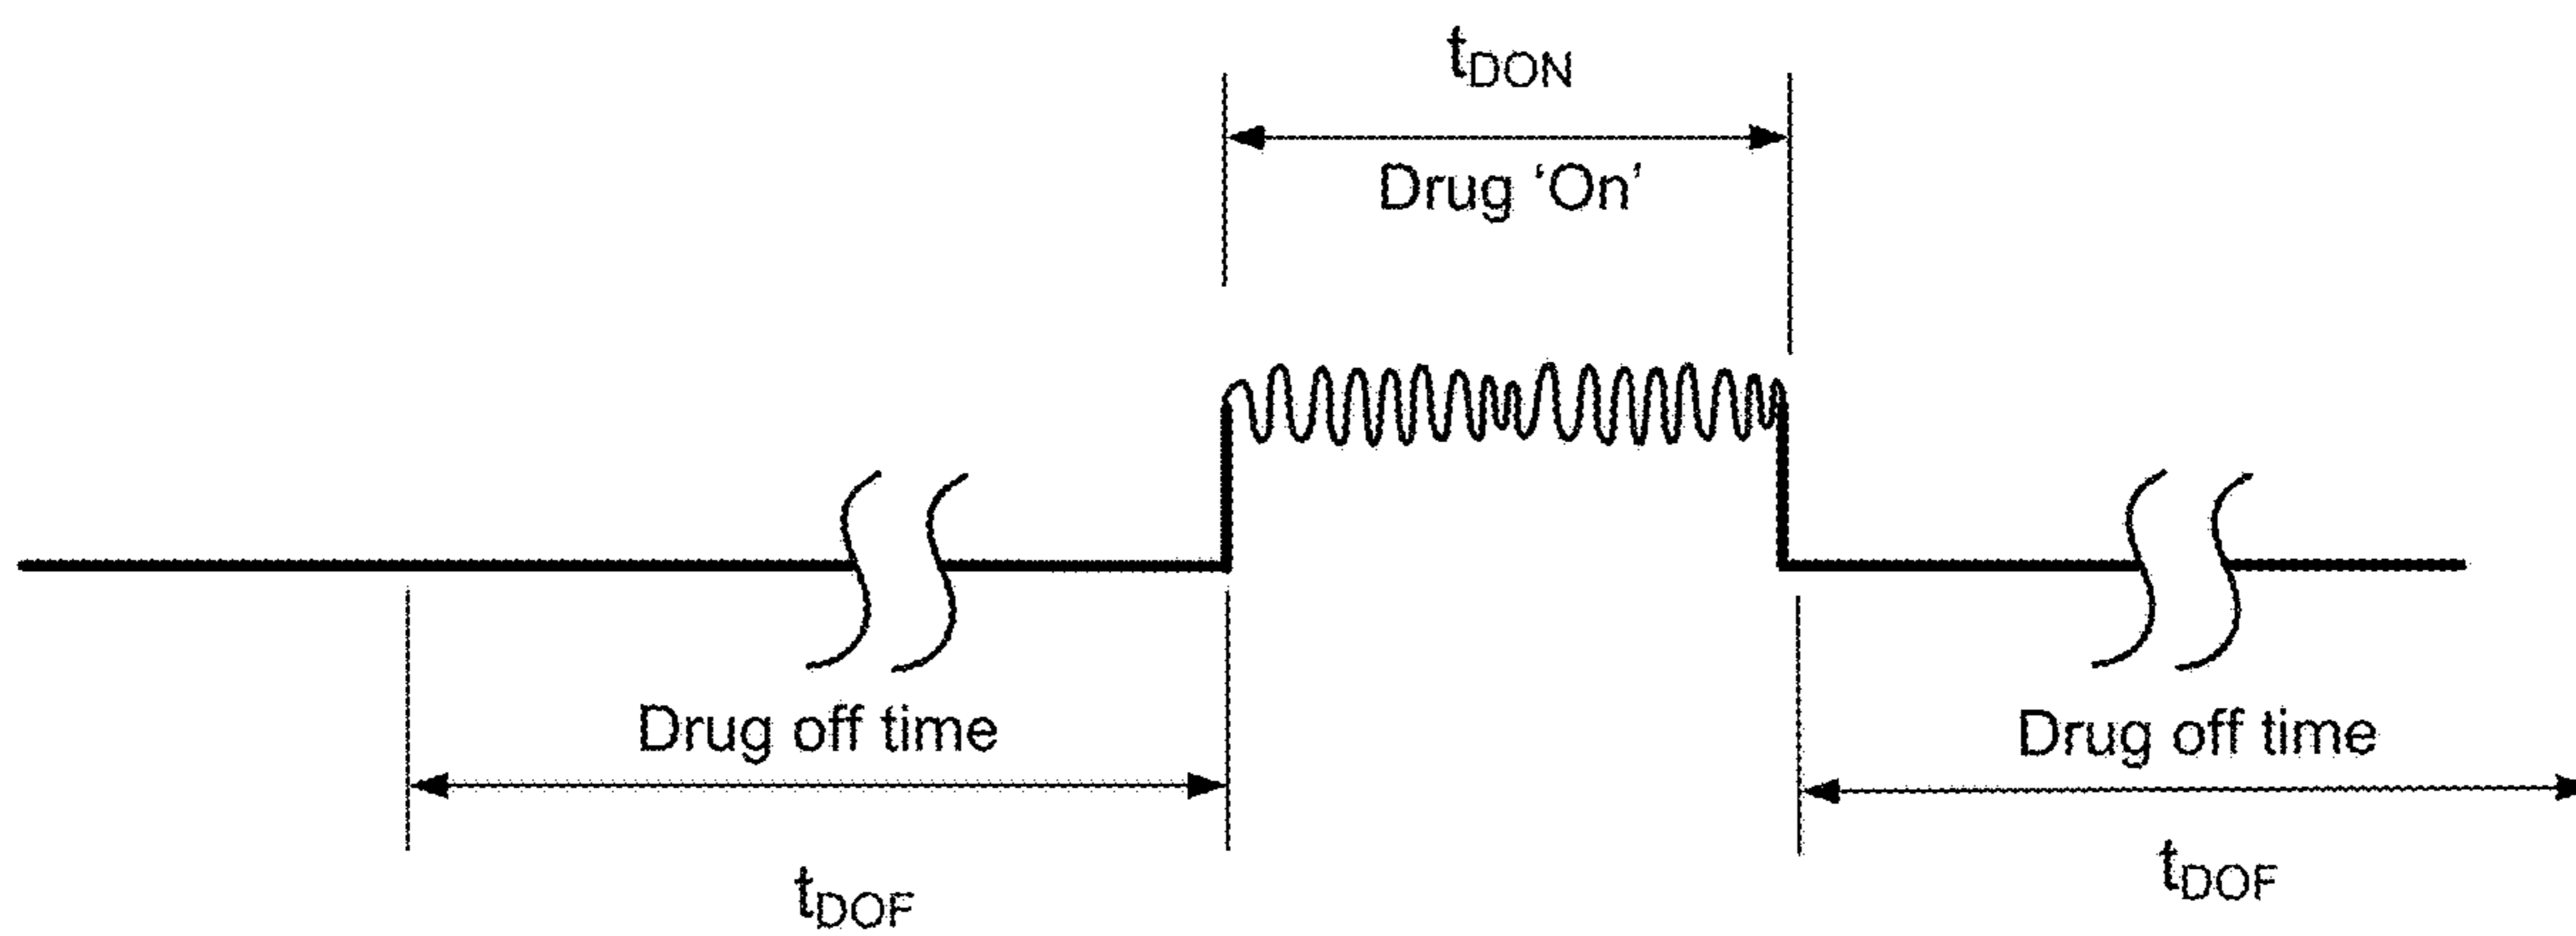 tDON
Drug ‘On’
Drug off time
Drug off time
tDOF
tDOF